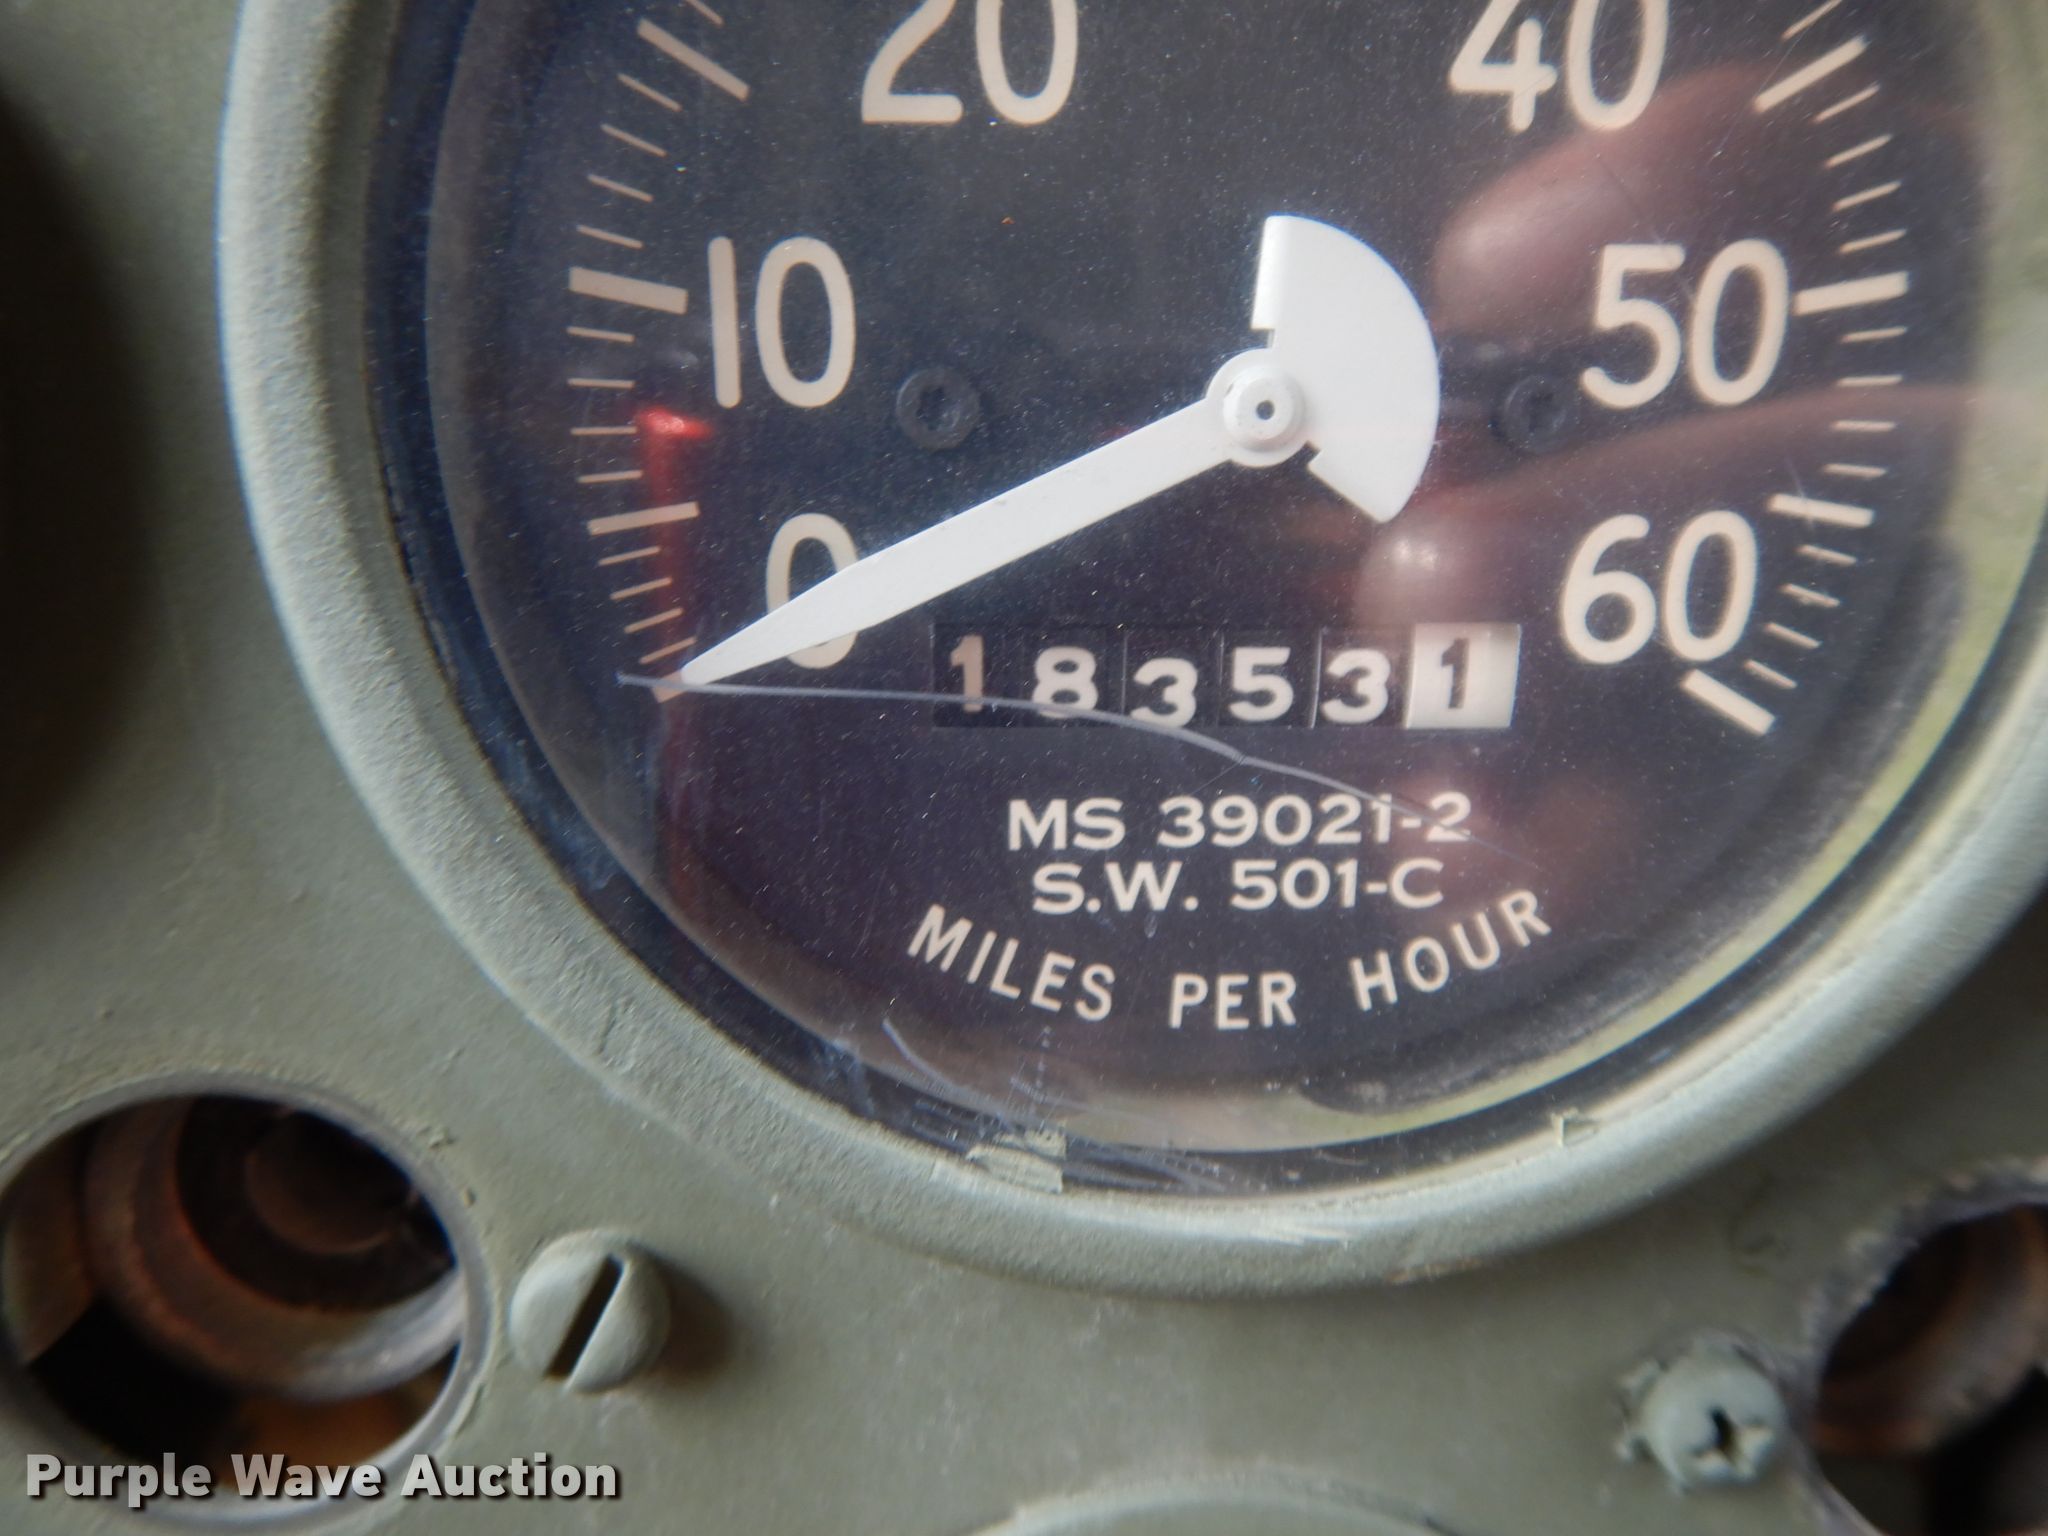 20 40
10 50
0 60
183531
MS 39021-2
S.W. 501-C
MILES PER HOUR
Purple Wave Auction